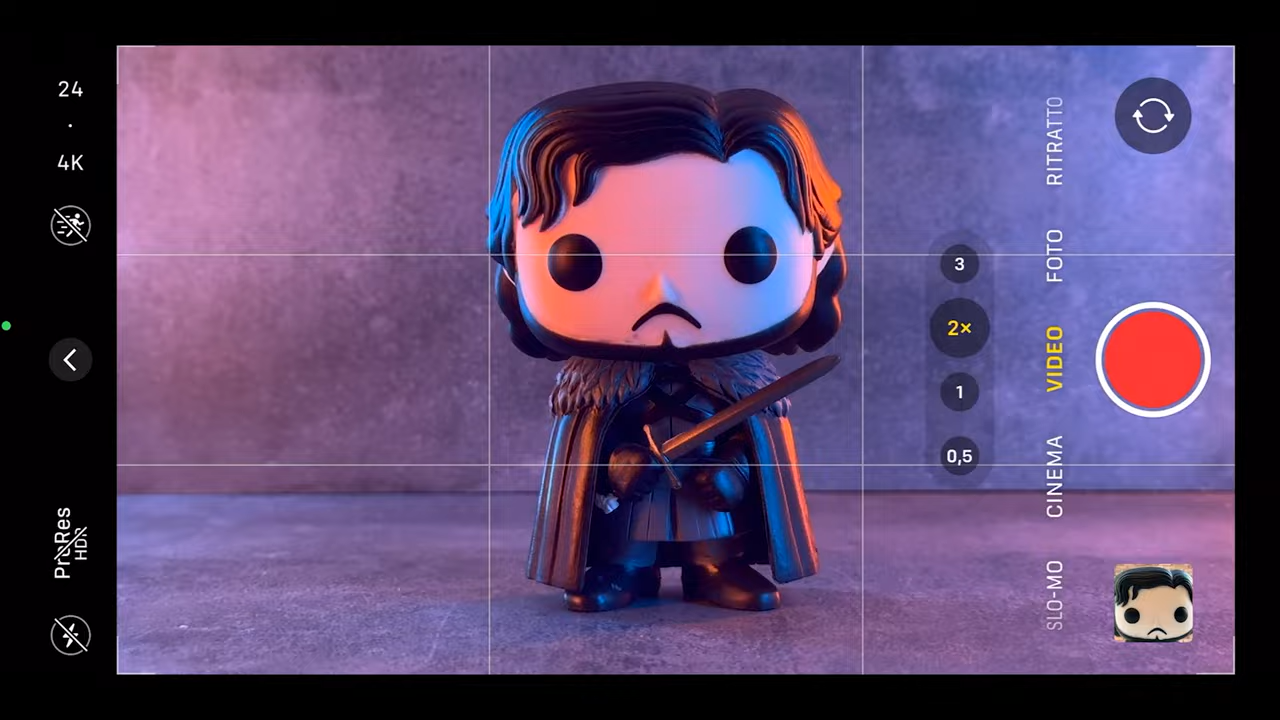 24
·
4K
ProRes
HDR
3
2×
1
0,5
RITRATTO
FOTO
VIDEO
CINEMA
SLO-MO